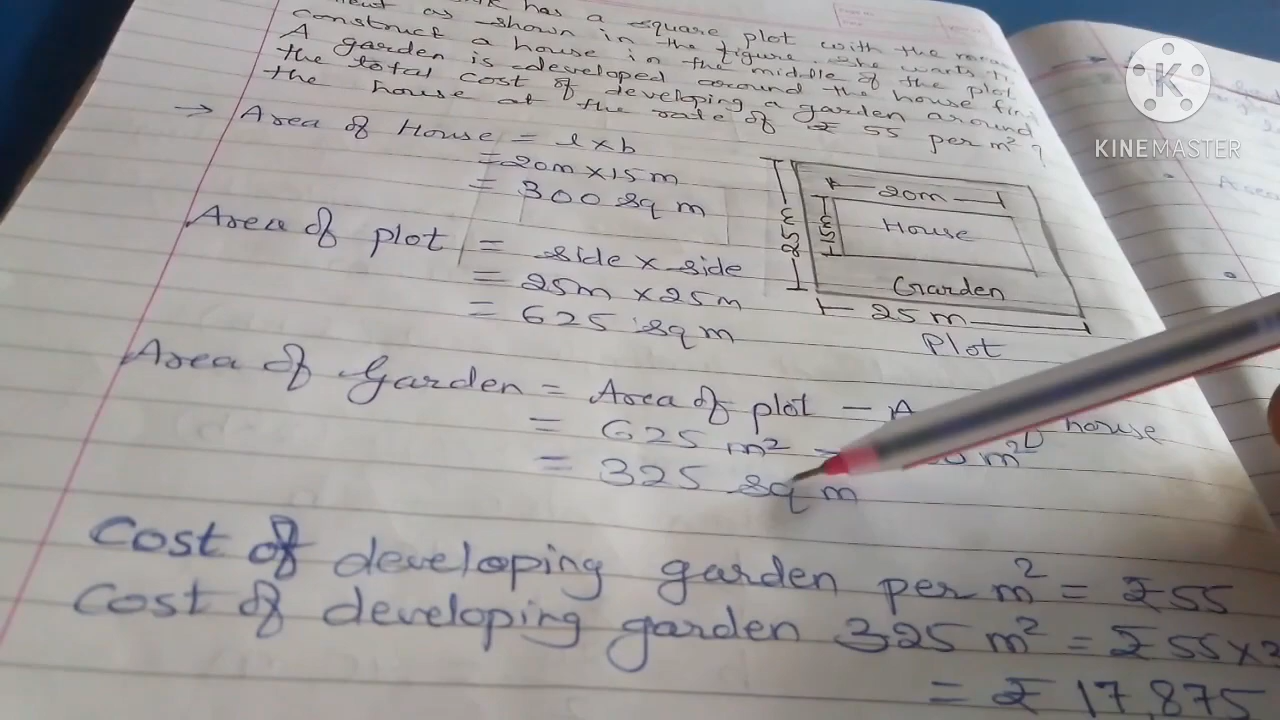 has a square plot with the
as shown in the figure. She wants to
construct a house in the middle of the plot.
A garden is developed around the house find
the total cost of developing a garden around
the house at the rate of ₹ 55 per m² ?
→ Area of House = l×b
= 20m × 15m
= 300 sq m
20m
15m
House
25m
Garden
25m
Plot
Area of plot = side × side
= 25m × 25m
= 625 sq m
Area of Garden = Area of plot – A house
= 625 m² – m²
= 325 sq m
Cost of developing garden per m² = ₹ 55
Cost of developing garden 325 m² = ₹ 55 ×
= ₹ 17,875
K
KINEMASTER